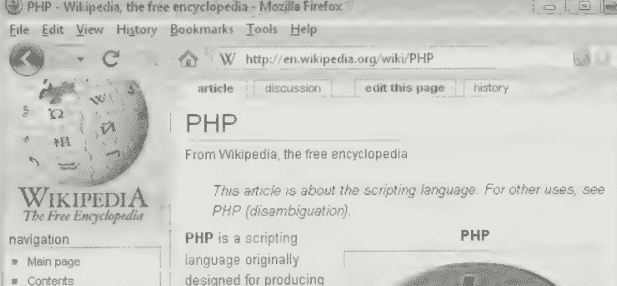 PHP - Wikipedia, the free encyclopedia - Mozilla Firefox
File Edit View History Bookmarks Tools Help
W http://en.wikipedia.org/wiki/PHP
article discussion edit this page history
Ω W И
PHP
From Wikipedia, the free encyclopedia
This article is about the scripting language. For other uses, see
PHP (disambiguation).
WIKIPEDIA
The Free Encyclopedia
navigation
Main page
Contents
PHP is a scripting
language originally
designed for producing
PHP